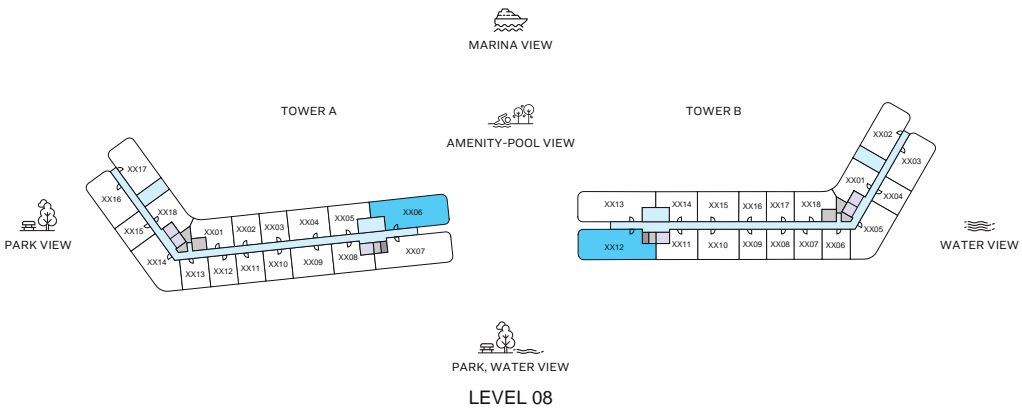 MARINA VIEW
TOWER A
TOWER B
AMENITY-POOL VIEW
PARK VIEW
WATER VIEW
XX17
XX16
XX18
XX15
XX14
XX01
XX02
XX03
XX04
XX05
XX06
XX13
XX12
XX11
XX10
XX09
XX08
XX07
XX02
XX03
XX01
XX04
XX05
XX13
XX14
XX15
XX16
XX17
XX18
XX12
XX11
XX10
XX09
XX08
XX07
XX06
PARK, WATER VIEW
LEVEL 08